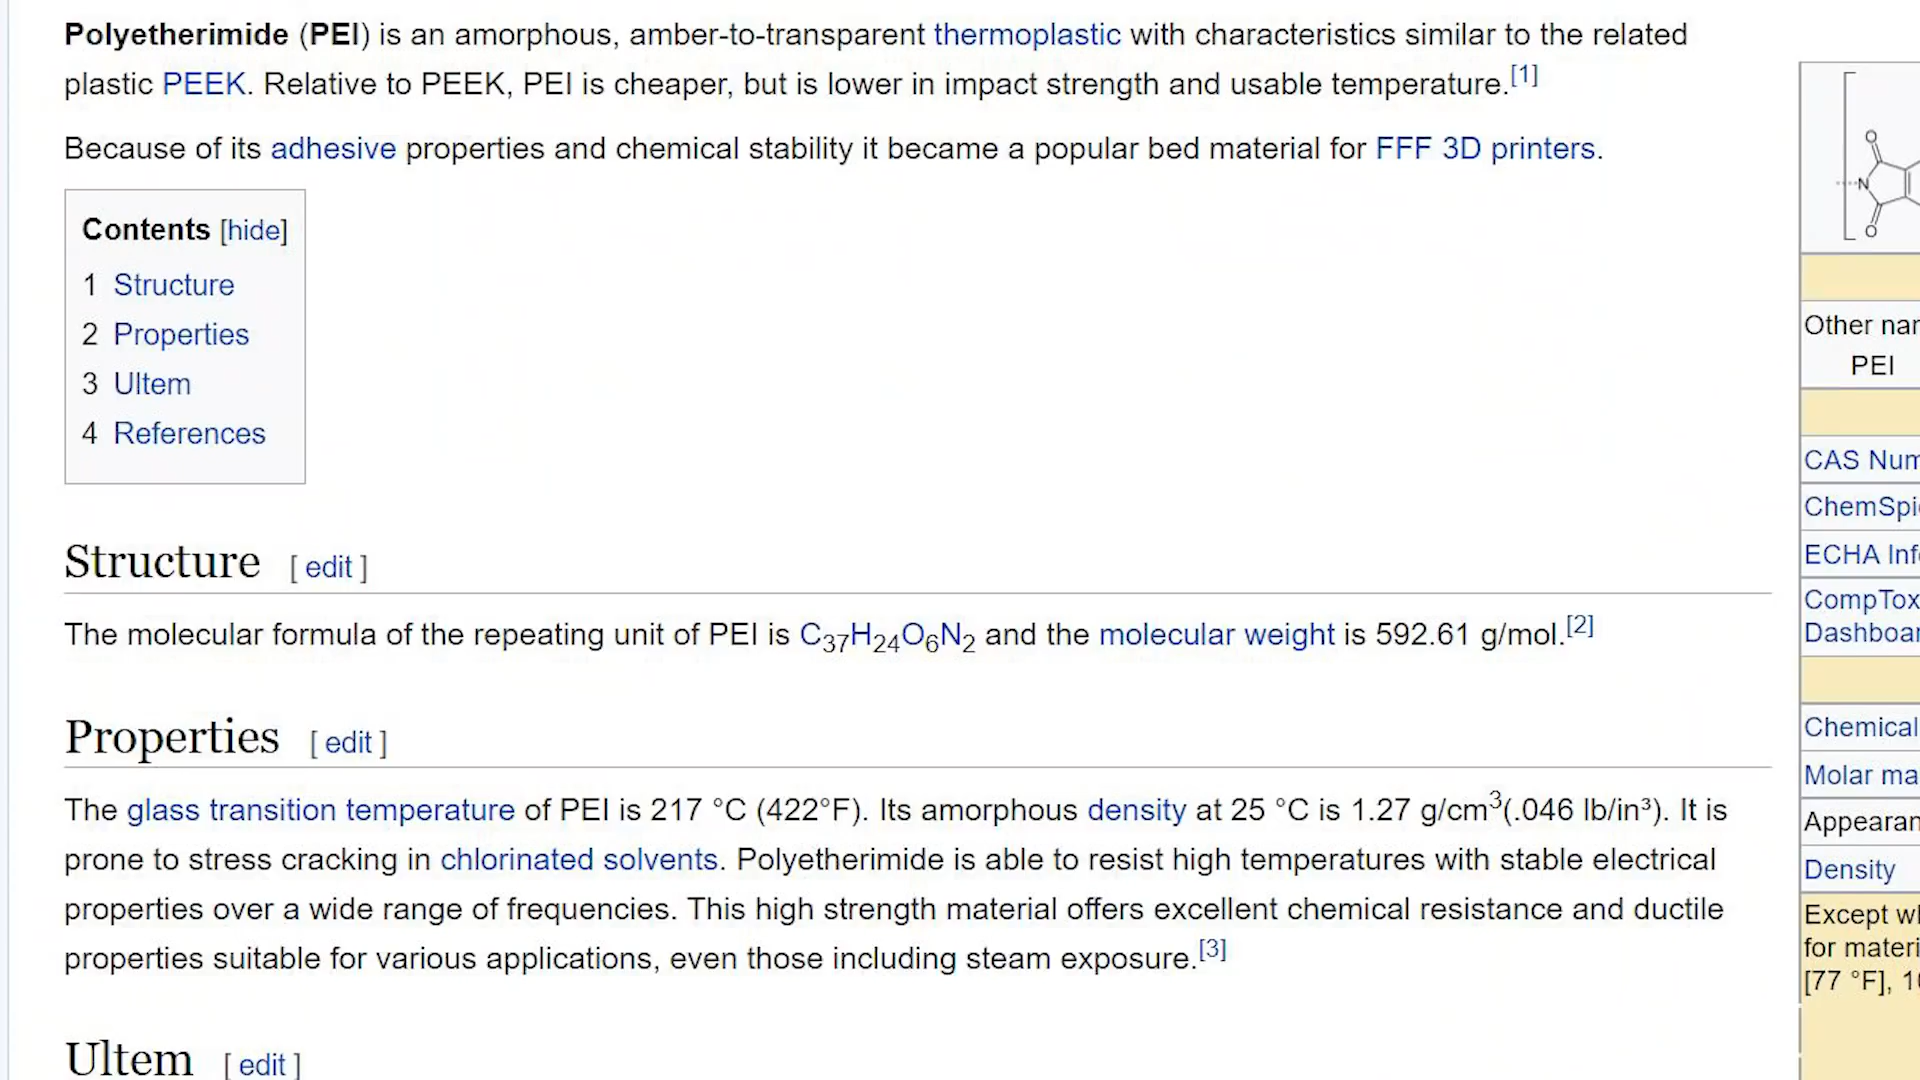 Polyetherimide (PEI) is an amorphous, amber-to-transparent thermoplastic with characteristics similar to the related
plastic PEEK. Relative to PEEK, PEI is cheaper, but is lower in impact strength and usable temperature.[1]
Because of its adhesive properties and chemical stability it became a popular bed material for FFF 3D printers.
Contents [hide]
1 Structure
2 Properties
3 Ultem
4 References
Structure [ edit ]
The molecular formula of the repeating unit of PEI is C37H24O6N2 and the molecular weight is 592.61 g/mol.[2]
Properties [ edit ]
The glass transition temperature of PEI is 217 °C (422°F). Its amorphous density at 25 °C is 1.27 g/cm3(.046 lb/in³). It is
prone to stress cracking in chlorinated solvents. Polyetherimide is able to resist high temperatures with stable electrical
properties over a wide range of frequencies. This high strength material offers excellent chemical resistance and ductile
properties suitable for various applications, even those including steam exposure.[3]
Ultem [ edit ]
O
N
O
Other nar
PEI
CAS Num
ChemSpi
ECHA Inf
CompTox
Dashboar
Chemical
Molar ma
Appearan
Density
Except wh
for materi
[77 °F], 10